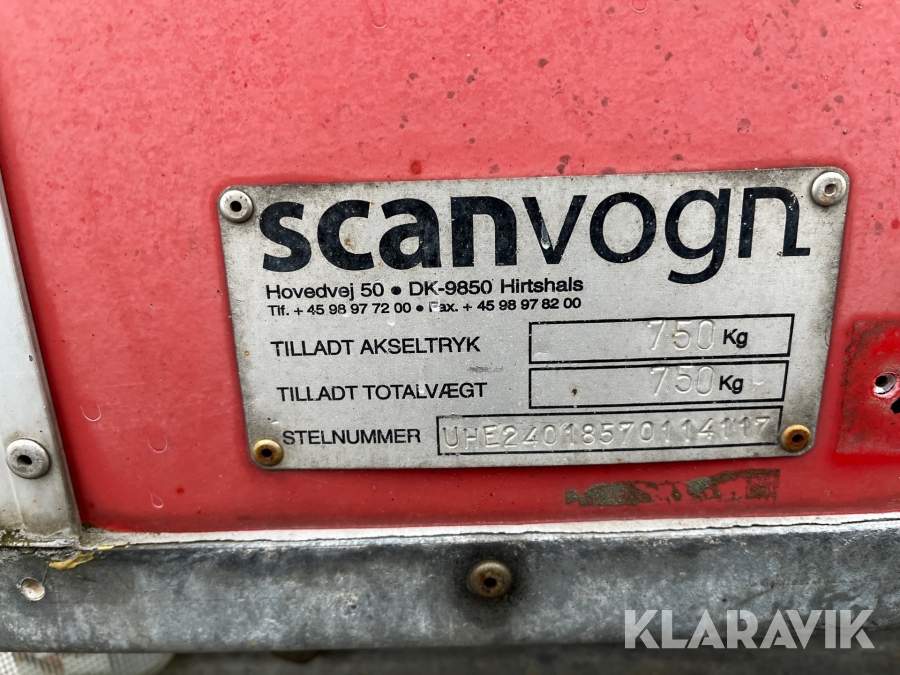 scanvogn
Hovedvej 50 • DK-9850 Hirtshals
Tlf. + 45 98 97 72 00 • Fax. + 45 98 97 82 00
TILLADT AKSELTRYK 750 Kg
TILLADT TOTALVÆGT 750 Kg
STELNUMMER UHE24018570114117
KLARAVIK